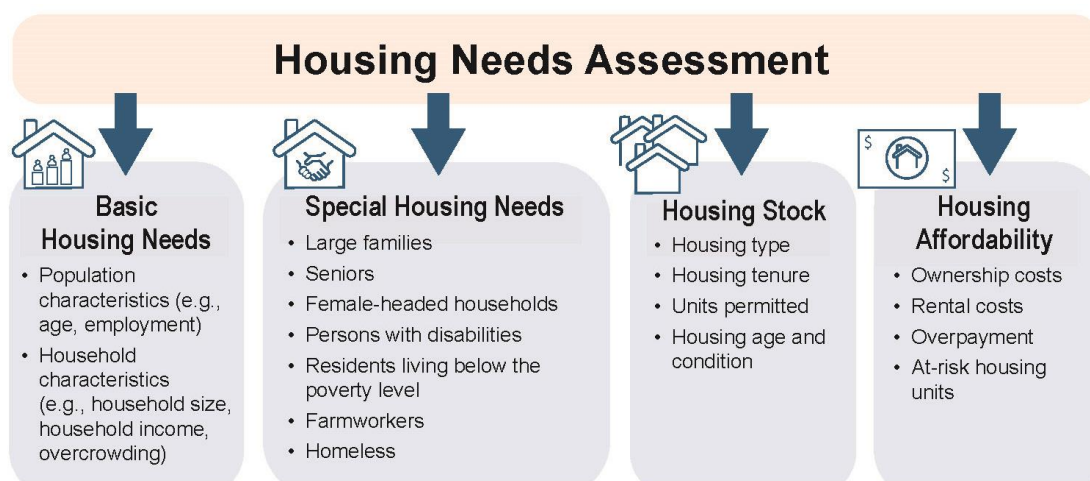 Housing Needs Assessment
Basic
Housing Needs
• Population
characteristics (e.g.,
age, employment)
• Household
characteristics
(e.g., household size,
household income,
overcrowding)
Special Housing Needs
• Large families
• Seniors
• Female-headed households
• Persons with disabilities
• Residents living below the
poverty level
• Farmworkers
• Homeless
Housing Stock
• Housing type
• Housing tenure
• Units permitted
• Housing age and
condition
$
$
Housing
Affordability
• Ownership costs
• Rental costs
• Overpayment
• At-risk housing
units